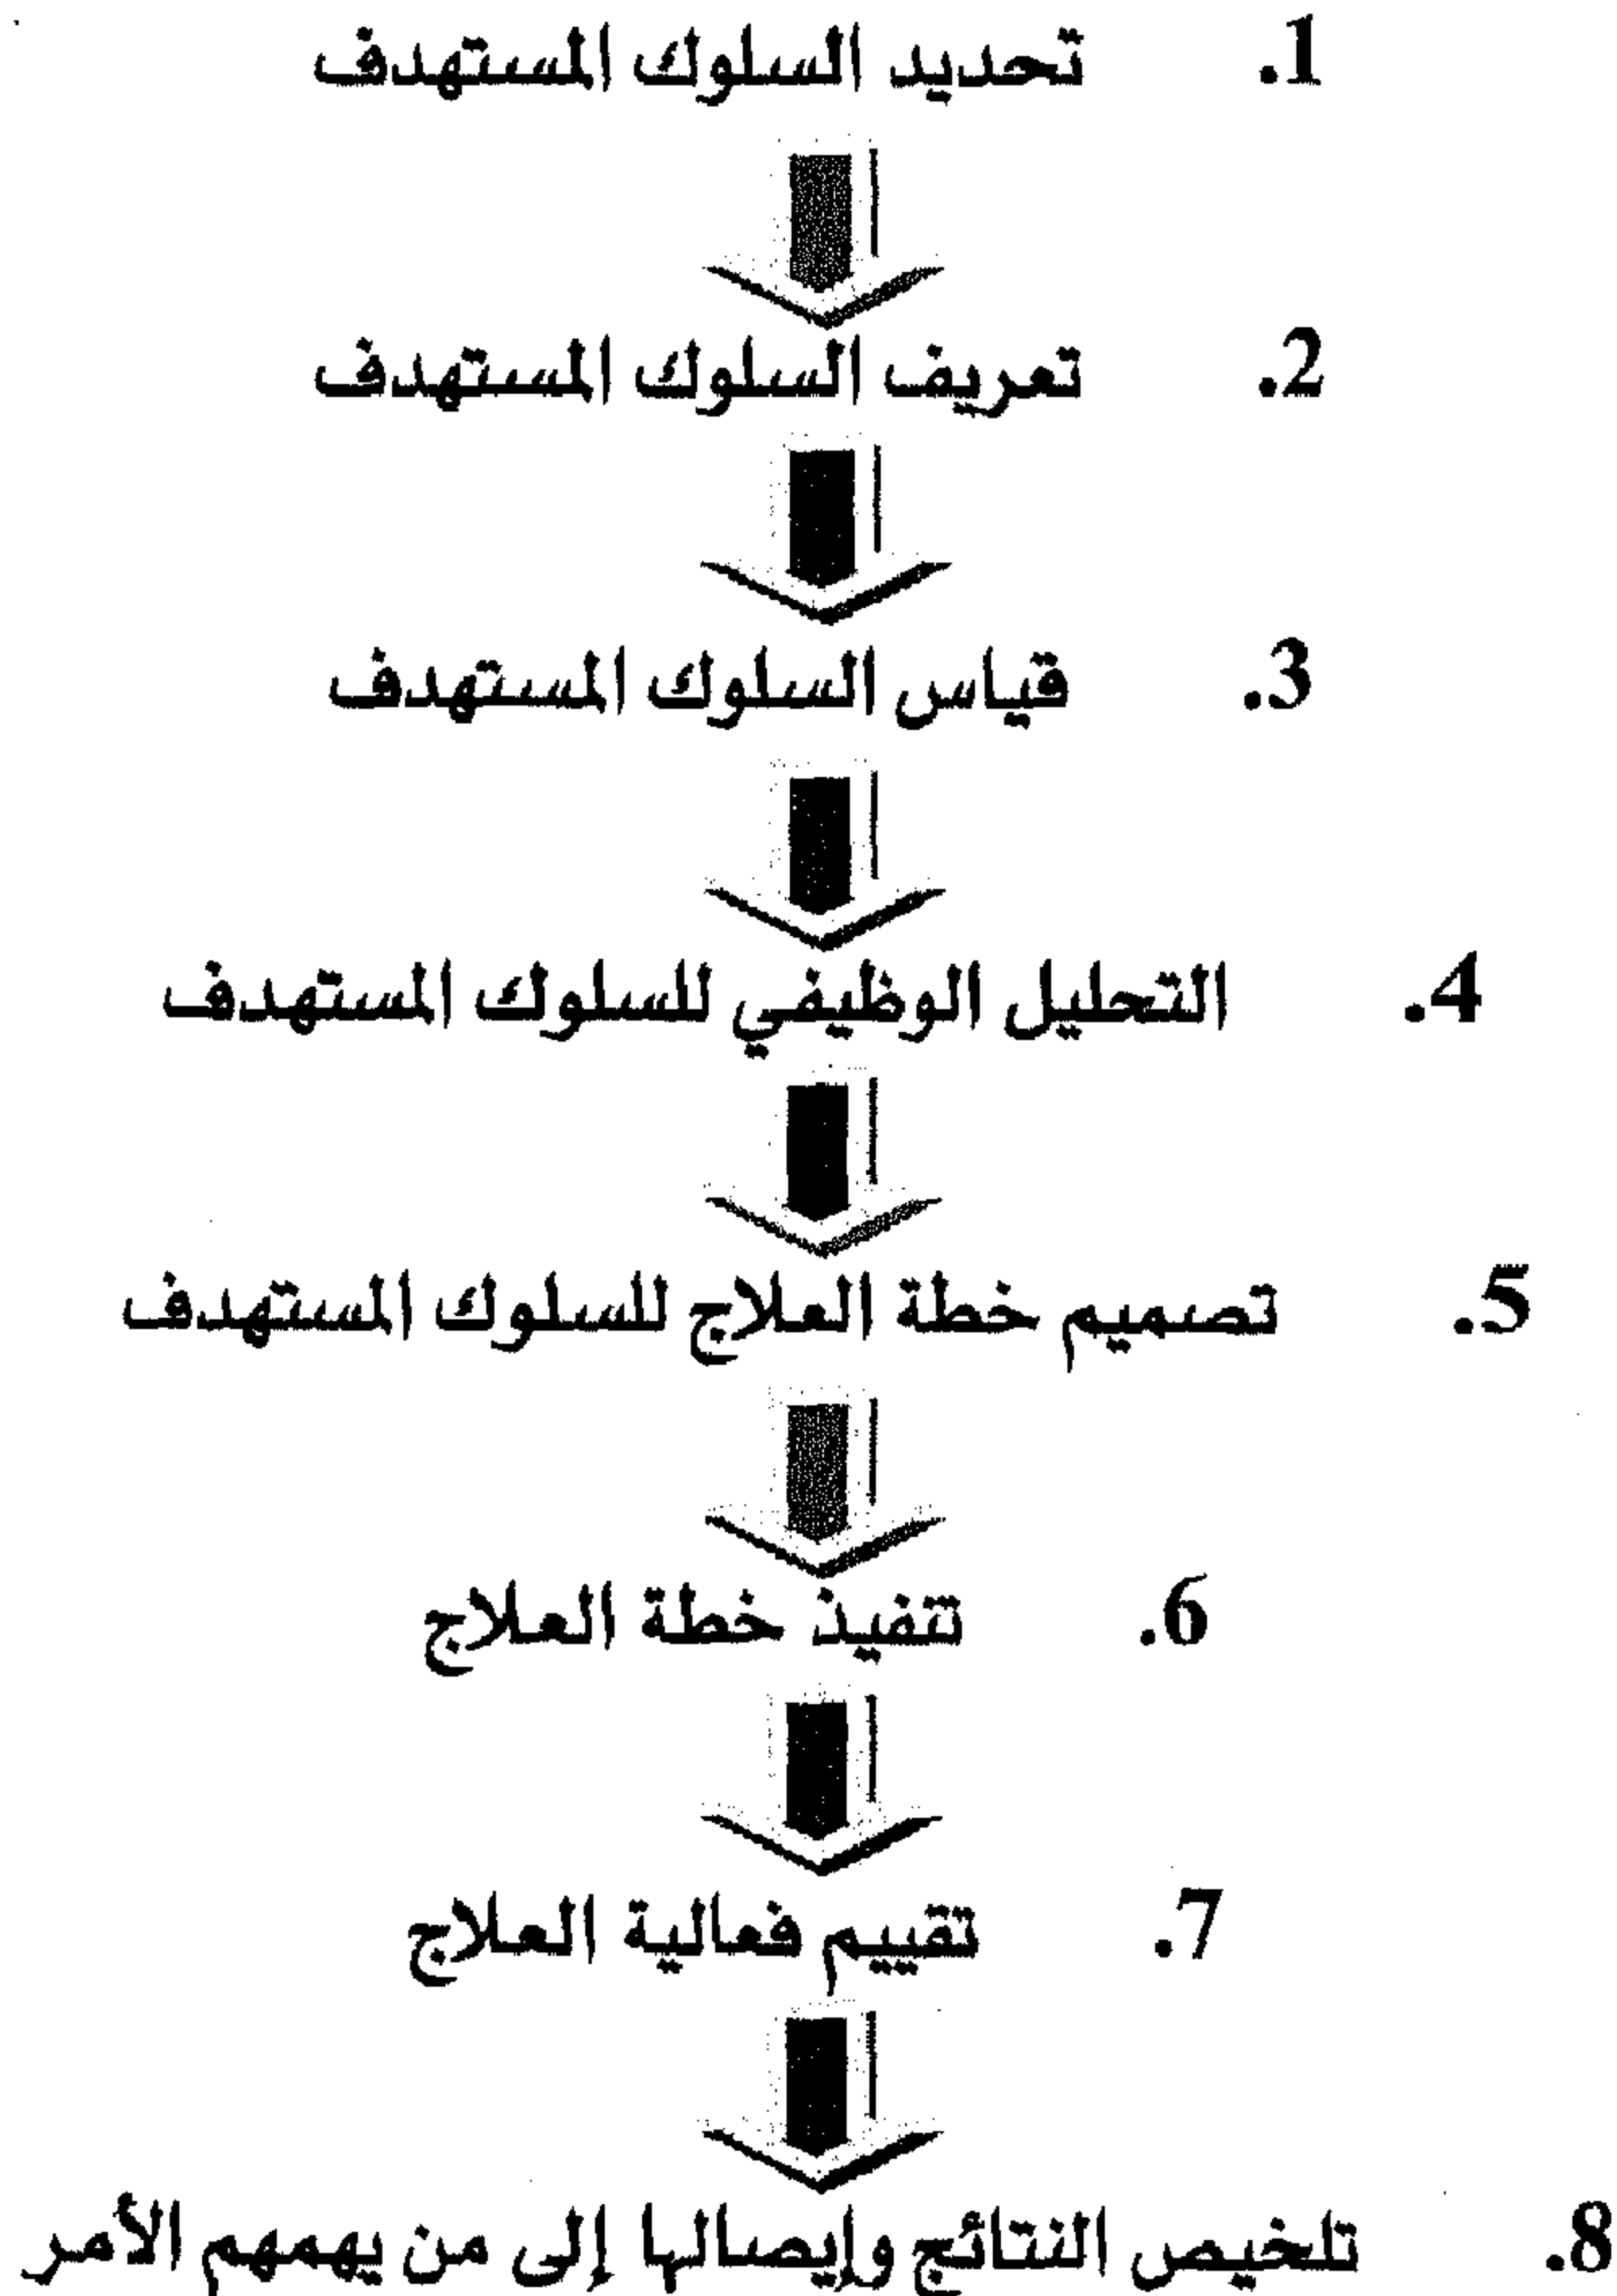 1. تحديد السلوك المستهدف
2. تعريف السلوك المستهدف
3. قياس السلوك المستهدف
4. التحليل الوظيفي للسلوك المستهدف
5. تصميم خطة العلاج للسلوك المستهدف
6. تنفيذ خطة العلاج
7. تقييم فعالية العلاج
8. تلخيص النتائج وإيصالها إلى من يهمهم الأمر